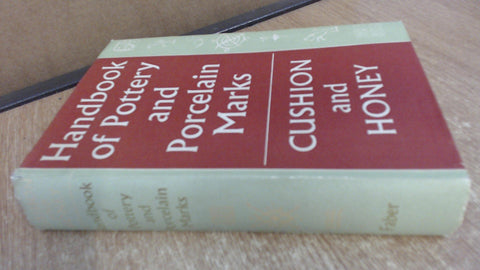 Handbook
of Pottery
and
Porcelain
Marks
CUSHION
and
HONEY
Handbook
of
Pottery
and
Porcelain
Marks
Faber